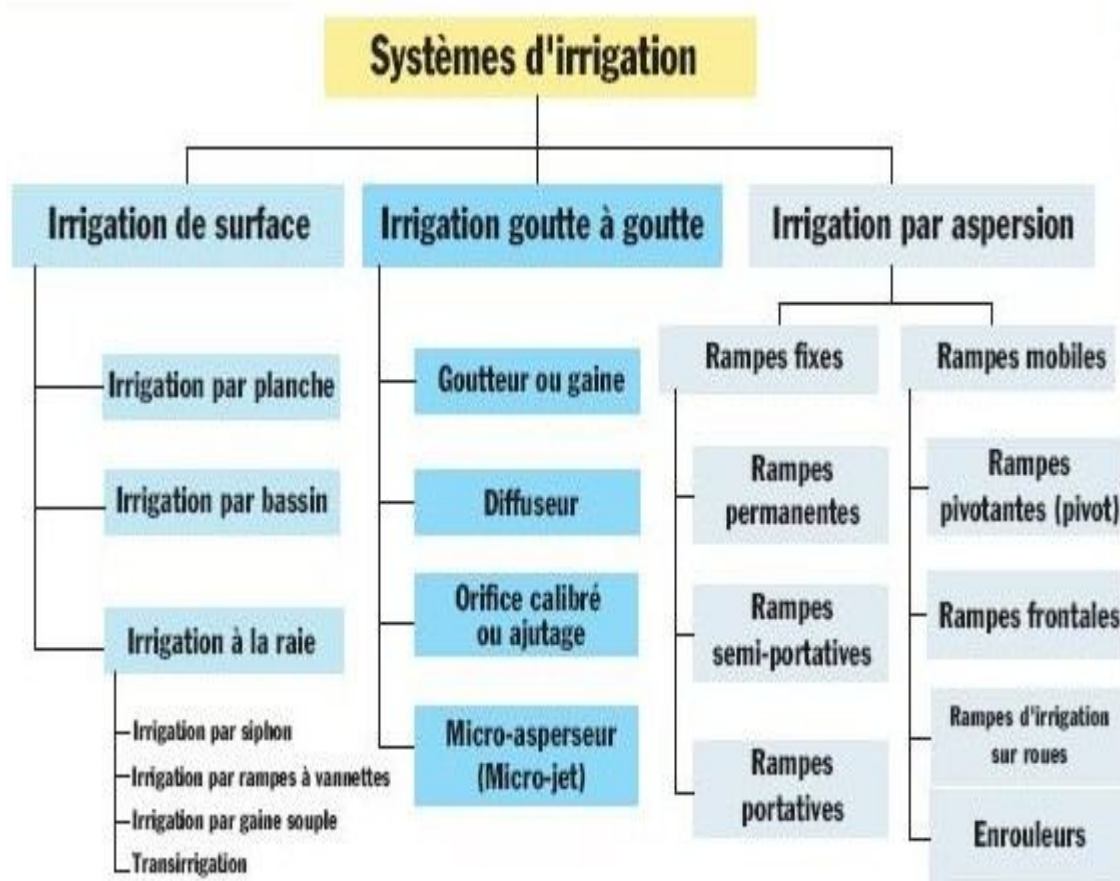 Systèmes d'irrigation
Irrigation de surface
Irrigation goutte à goutte
Irrigation par aspersion
Irrigation par planche
Irrigation par bassin
Irrigation à la raie
Irrigation par siphon
Irrigation par rampes à vannettes
Irrigation par gaine souple
Transirrigation
Goutteur ou gaine
Diffuseur
Orifice calibré
ou ajutage
Micro-asperseur
(Micro-jet)
Rampes fixes
Rampes
permanentes
Rampes
semi-portatives
Rampes
portatives
Rampes mobiles
Rampes
pivotantes (pivot)
Rampes frontales
Rampes d'irrigation
sur roues
Enrouleurs